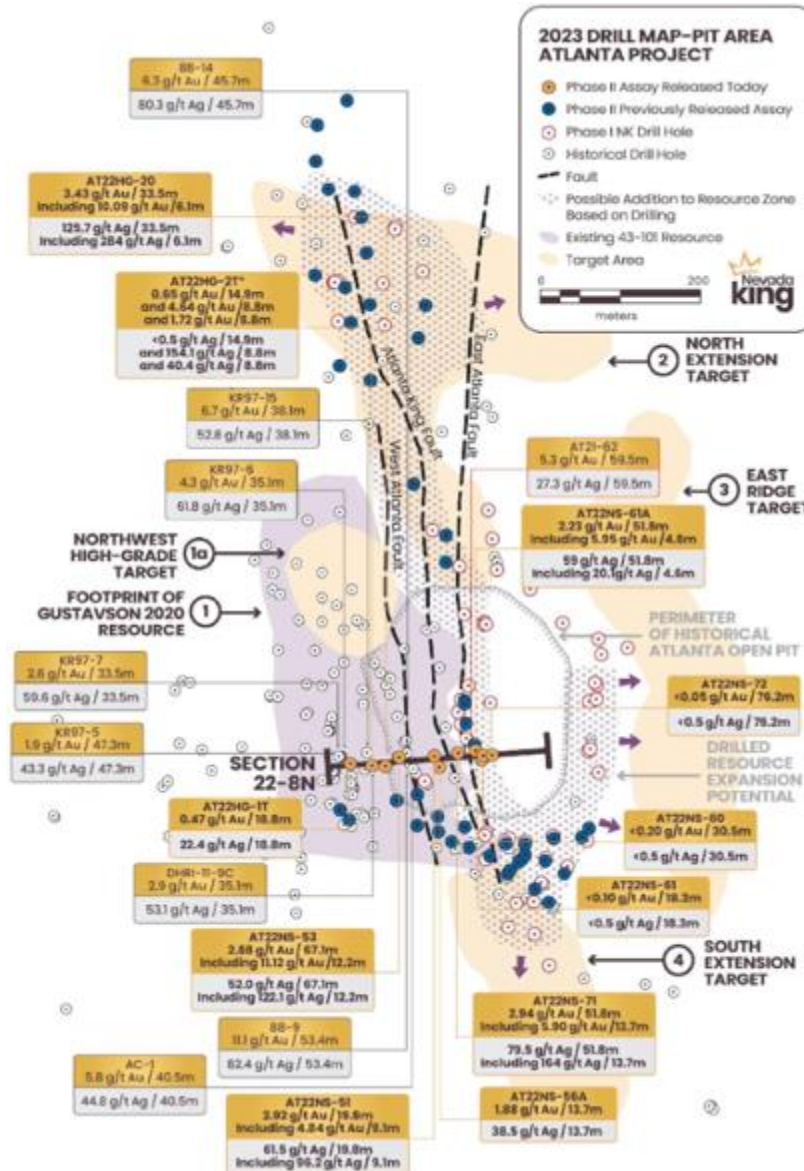 2023 DRILL MAP-PIT AREA
ATLANTA PROJECT
Phase II Assay Released Today
Phase II Previously Released Assay
Phase I NK Drill Hole
Historical Drill Hole
Fault
Possible Addition to Resource Zone
Based on Drilling
Existing 43-101 Resource
Target Area
0
200
meters
Nevada
king
88-14
6.3 g/t Au / 45.7m
80.3 g/t Ag / 45.7m
AT22HG-20
3.43 g/t Au / 33.5m
Including 10.09 g/t Au /6.1m
125.7 g/t Ag / 33.5m
Including 284 g/t Ag / 6.1m
AT22HG-2T*
0.65 g/t Au / 14.9m
and 4.64 g/t Au /8.8m
and 1.72 g/t Au /8.8m
<0.5 g/t Ag / 14.9m
and 154.1 g/t Ag / 8.8m
and 40.4 g/t Ag / 8.8m
2
NORTH
EXTENSION
TARGET
Atlanta King Fault
East Atlanta Fault
West Atlanta Fault
KR97-15
6.7 g/t Au / 38.1m
52.8 g/t Ag / 38.1m
KR97-6
4.3 g/t Au / 35.1m
61.8 g/t Ag / 35.1m
AT21-62
5.3 g/t Au / 59.5m
27.3 g/t Ag / 59.5m
3
EAST
RIDGE
TARGET
AT22NS-61A
2.23 g/t Au / 51.8m
Including 5.95 g/t Au /4.6m
59 g/t Ag / 51.8m
Including 20.1g/t Ag / 4.6m
NORTHWEST
HIGH-GRADE
TARGET
1a
FOOTPRINT OF
GUSTAVSON 2020
RESOURCE
1
PERIMETER
OF HISTORICAL
ATLANTA OPEN PIT
KR97-7
2.6 g/t Au / 33.5m
59.6 g/t Ag / 33.5m
AT22NS-72
<0.05 g/t Au / 76.2m
<0.5 g/t Ag / 76.2m
KR97-5
1.9 g/t Au / 47.3m
43.3 g/t Ag / 47.3m
SECTION
22-8N
DRILLED
RESOURCE
EXPANSION
POTENTIAL
AT22HG-1T
0.47 g/t Au / 18.8m
22.4 g/t Ag / 18.8m
AT22NS-60
<0.20 g/t Au / 30.5m
<0.5 g/t Ag / 30.5m
DHRI-11-9C
2.9 g/t Au / 35.1m
53.1 g/t Ag / 35.1m
<0.10 g/t Au / 18.3m
<0.5 g/t Ag / 18.3m
AT22NS-53
2.88 g/t Au / 67.1m
Including 11.12 g/t Au /12.2m
52.0 g/t Ag / 67.1m
Including 122.1 g/t Ag / 12.2m
4
SOUTH
EXTENSION
TARGET
AT22NS-71
2.94 g/t Au / 51.8m
Including 5.90 g/t Au /13.7m
79.5 g/t Ag / 51.8m
Including 164 g/t Ag / 13.7m
88-9
11.1 g/t Au / 53.4m
62.4 g/t Ag / 53.4m
AC-1
5.8 g/t Au / 40.5m
44.8 g/t Ag / 40.5m
AT22NS-51
3.92 g/t Au / 19.8m
Including 4.84 g/t Au /9.1m
61.5 g/t Ag / 19.8m
Including 96.2 g/t Ag / 9.1m
AT22NS-56A
1.88 g/t Au / 13.7m
38.5 g/t Ag / 13.7m